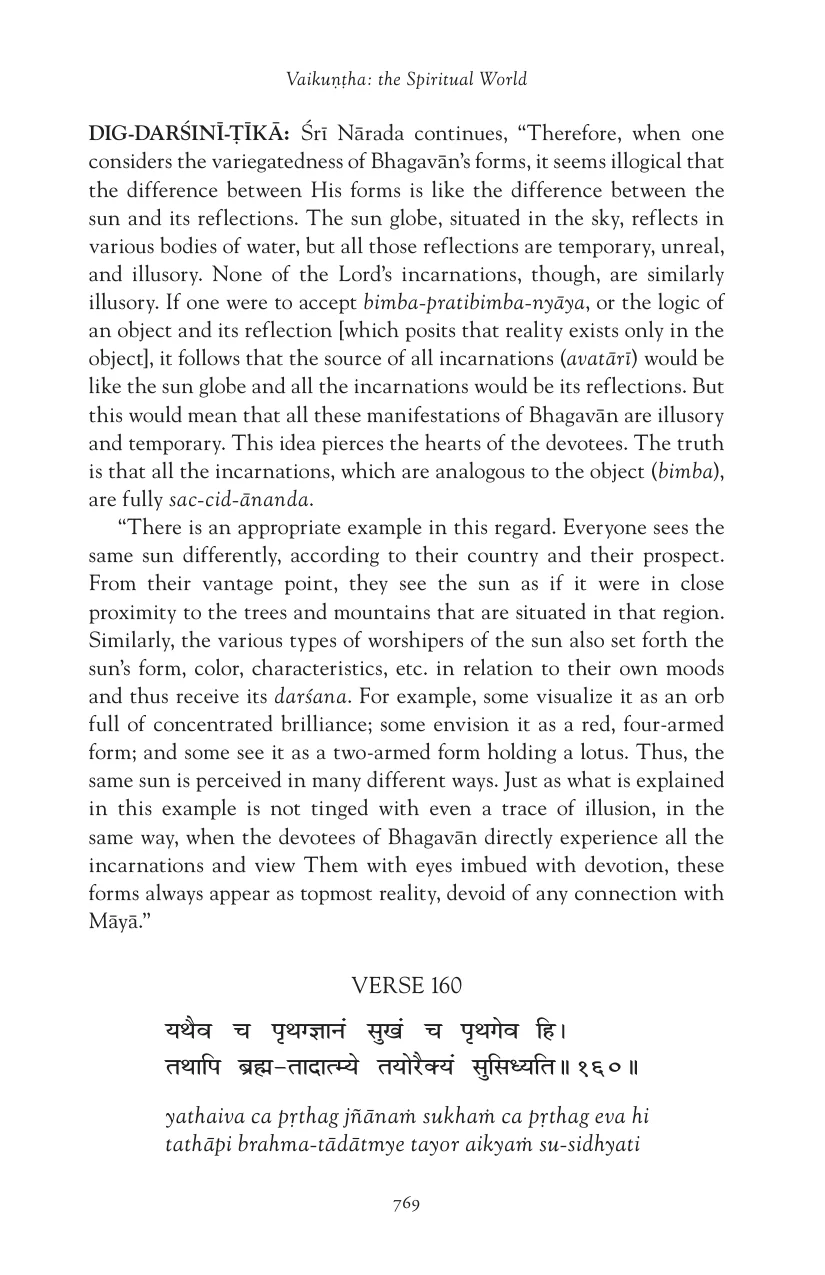 Vaikuṇṭha: the Spiritual World
DIG-DARŚINĪ-ṬĪKĀ: Śrī Nārada continues, “Therefore, when one
considers the variegatedness of Bhagavān’s forms, it seems illogical that
the difference between His forms is like the difference between the
sun and its reflections. The sun globe, situated in the sky, reflects in
various bodies of water, but all those reflections are temporary, unreal,
and illusory. None of the Lord’s incarnations, though, are similarly
illusory. If one were to accept bimba-pratibimba-nyāya, or the logic of
an object and its reflection [which posits that reality exists only in the
object], it follows that the source of all incarnations (avatārī) would be
like the sun globe and all the incarnations would be its reflections. But
this would mean that all these manifestations of Bhagavān are illusory
and temporary. This idea pierces the hearts of the devotees. The truth
is that all the incarnations, which are analogous to the object (bimba),
are fully sac-cid-ānanda.
“There is an appropriate example in this regard. Everyone sees the
same sun differently, according to their country and their prospect.
From their vantage point, they see the sun as if it were in close
proximity to the trees and mountains that are situated in that region.
Similarly, the various types of worshipers of the sun also set forth the
sun’s form, color, characteristics, etc. in relation to their own moods
and thus receive its darśana. For example, some visualize it as an orb
full of concentrated brilliance; some envision it as a red, four-armed
form; and some see it as a two-armed form holding a lotus. Thus, the
same sun is perceived in many different ways. Just as what is explained
in this example is not tinged with even a trace of illusion, in the
same way, when the devotees of Bhagavān directly experience all the
incarnations and view Them with eyes imbued with devotion, these
forms always appear as topmost reality, devoid of any connection with
Māyā.”
VERSE 160
यथैव च पृथग्ज्ञानं सुखं च पृथगेव हि।
तथापि ब्रह्म-तादात्म्ये तयोरैक्यं सुसिध्यति॥ १६०॥
yathaiva ca pṛthag jñānaṁ sukhaṁ ca pṛthag eva hi
tathāpi brahma-tādātmye tayor aikyaṁ su-sidhyati
769